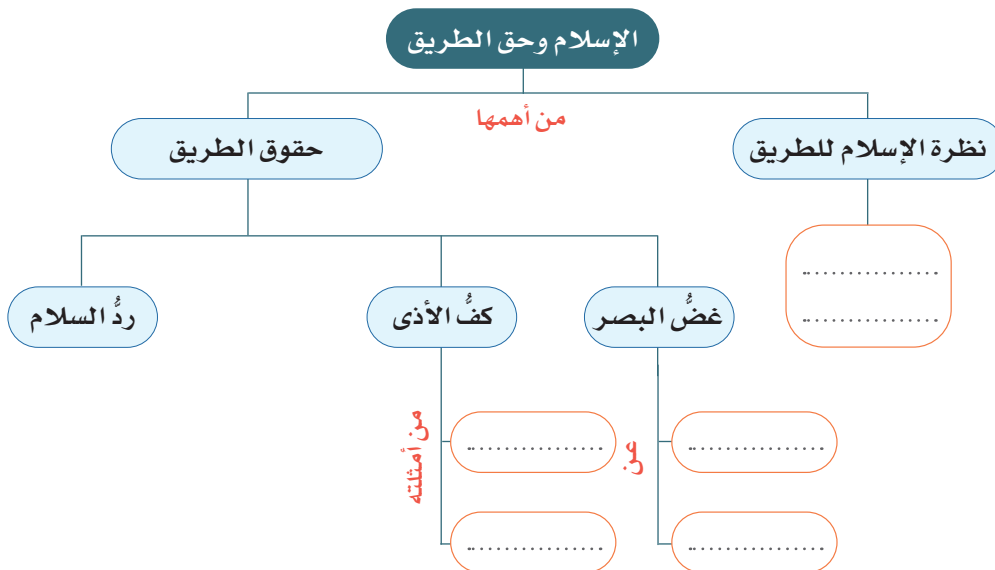 الإسلام وحق الطريق
من أهمها
نظرة الإسلام للطريق
حقوق الطريق
................
................
غضُّ البصر
كفُّ الأذى
ردُّ السلام
عن
................
................
من أمثلته
................
................